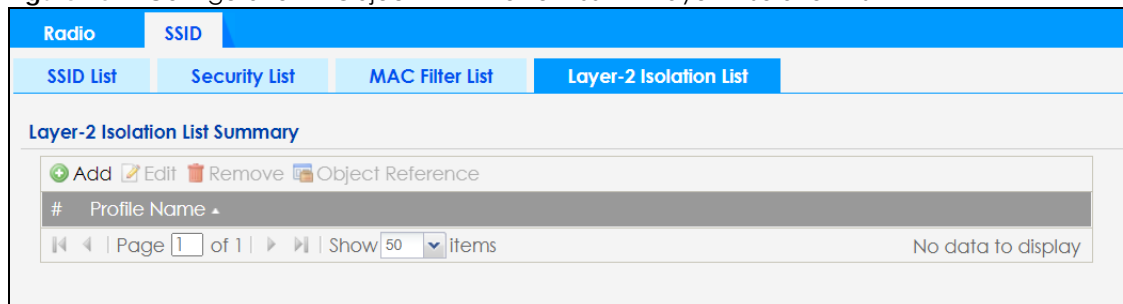 Radio SSID
SSID List Security List MAC Filter List Layer-2 Isolation List
Layer-2 Isolation List Summary
Add Edit Remove Object Reference
# Profile Name
Page 1 of 1 Show 50 items No data to display